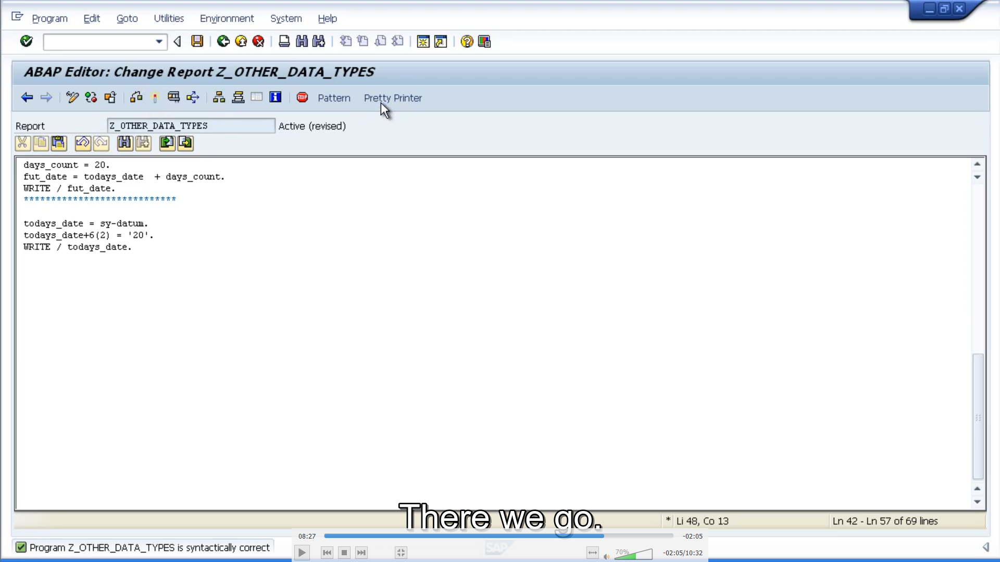 Program Edit Goto Utilities Environment System Help
ABAP Editor: Change Report Z_OTHER_DATA_TYPES
STOP Pattern Pretty Printer
Report Z_OTHER_DATA_TYPES Active (revised)
days_count = 20.
fut_date = todays_date  + days_count.
WRITE / fut_date.
****************************
todays_date = sy-datum.
todays_date+6(2) = '20'.
WRITE / todays_date.
There we go.
* Li 48, Co 13 Ln 42 - Ln 57 of 69 lines
08:27 -02:05
Program Z_OTHER_DATA_TYPES is syntactically correct
SAP
70% -02:05/10:32